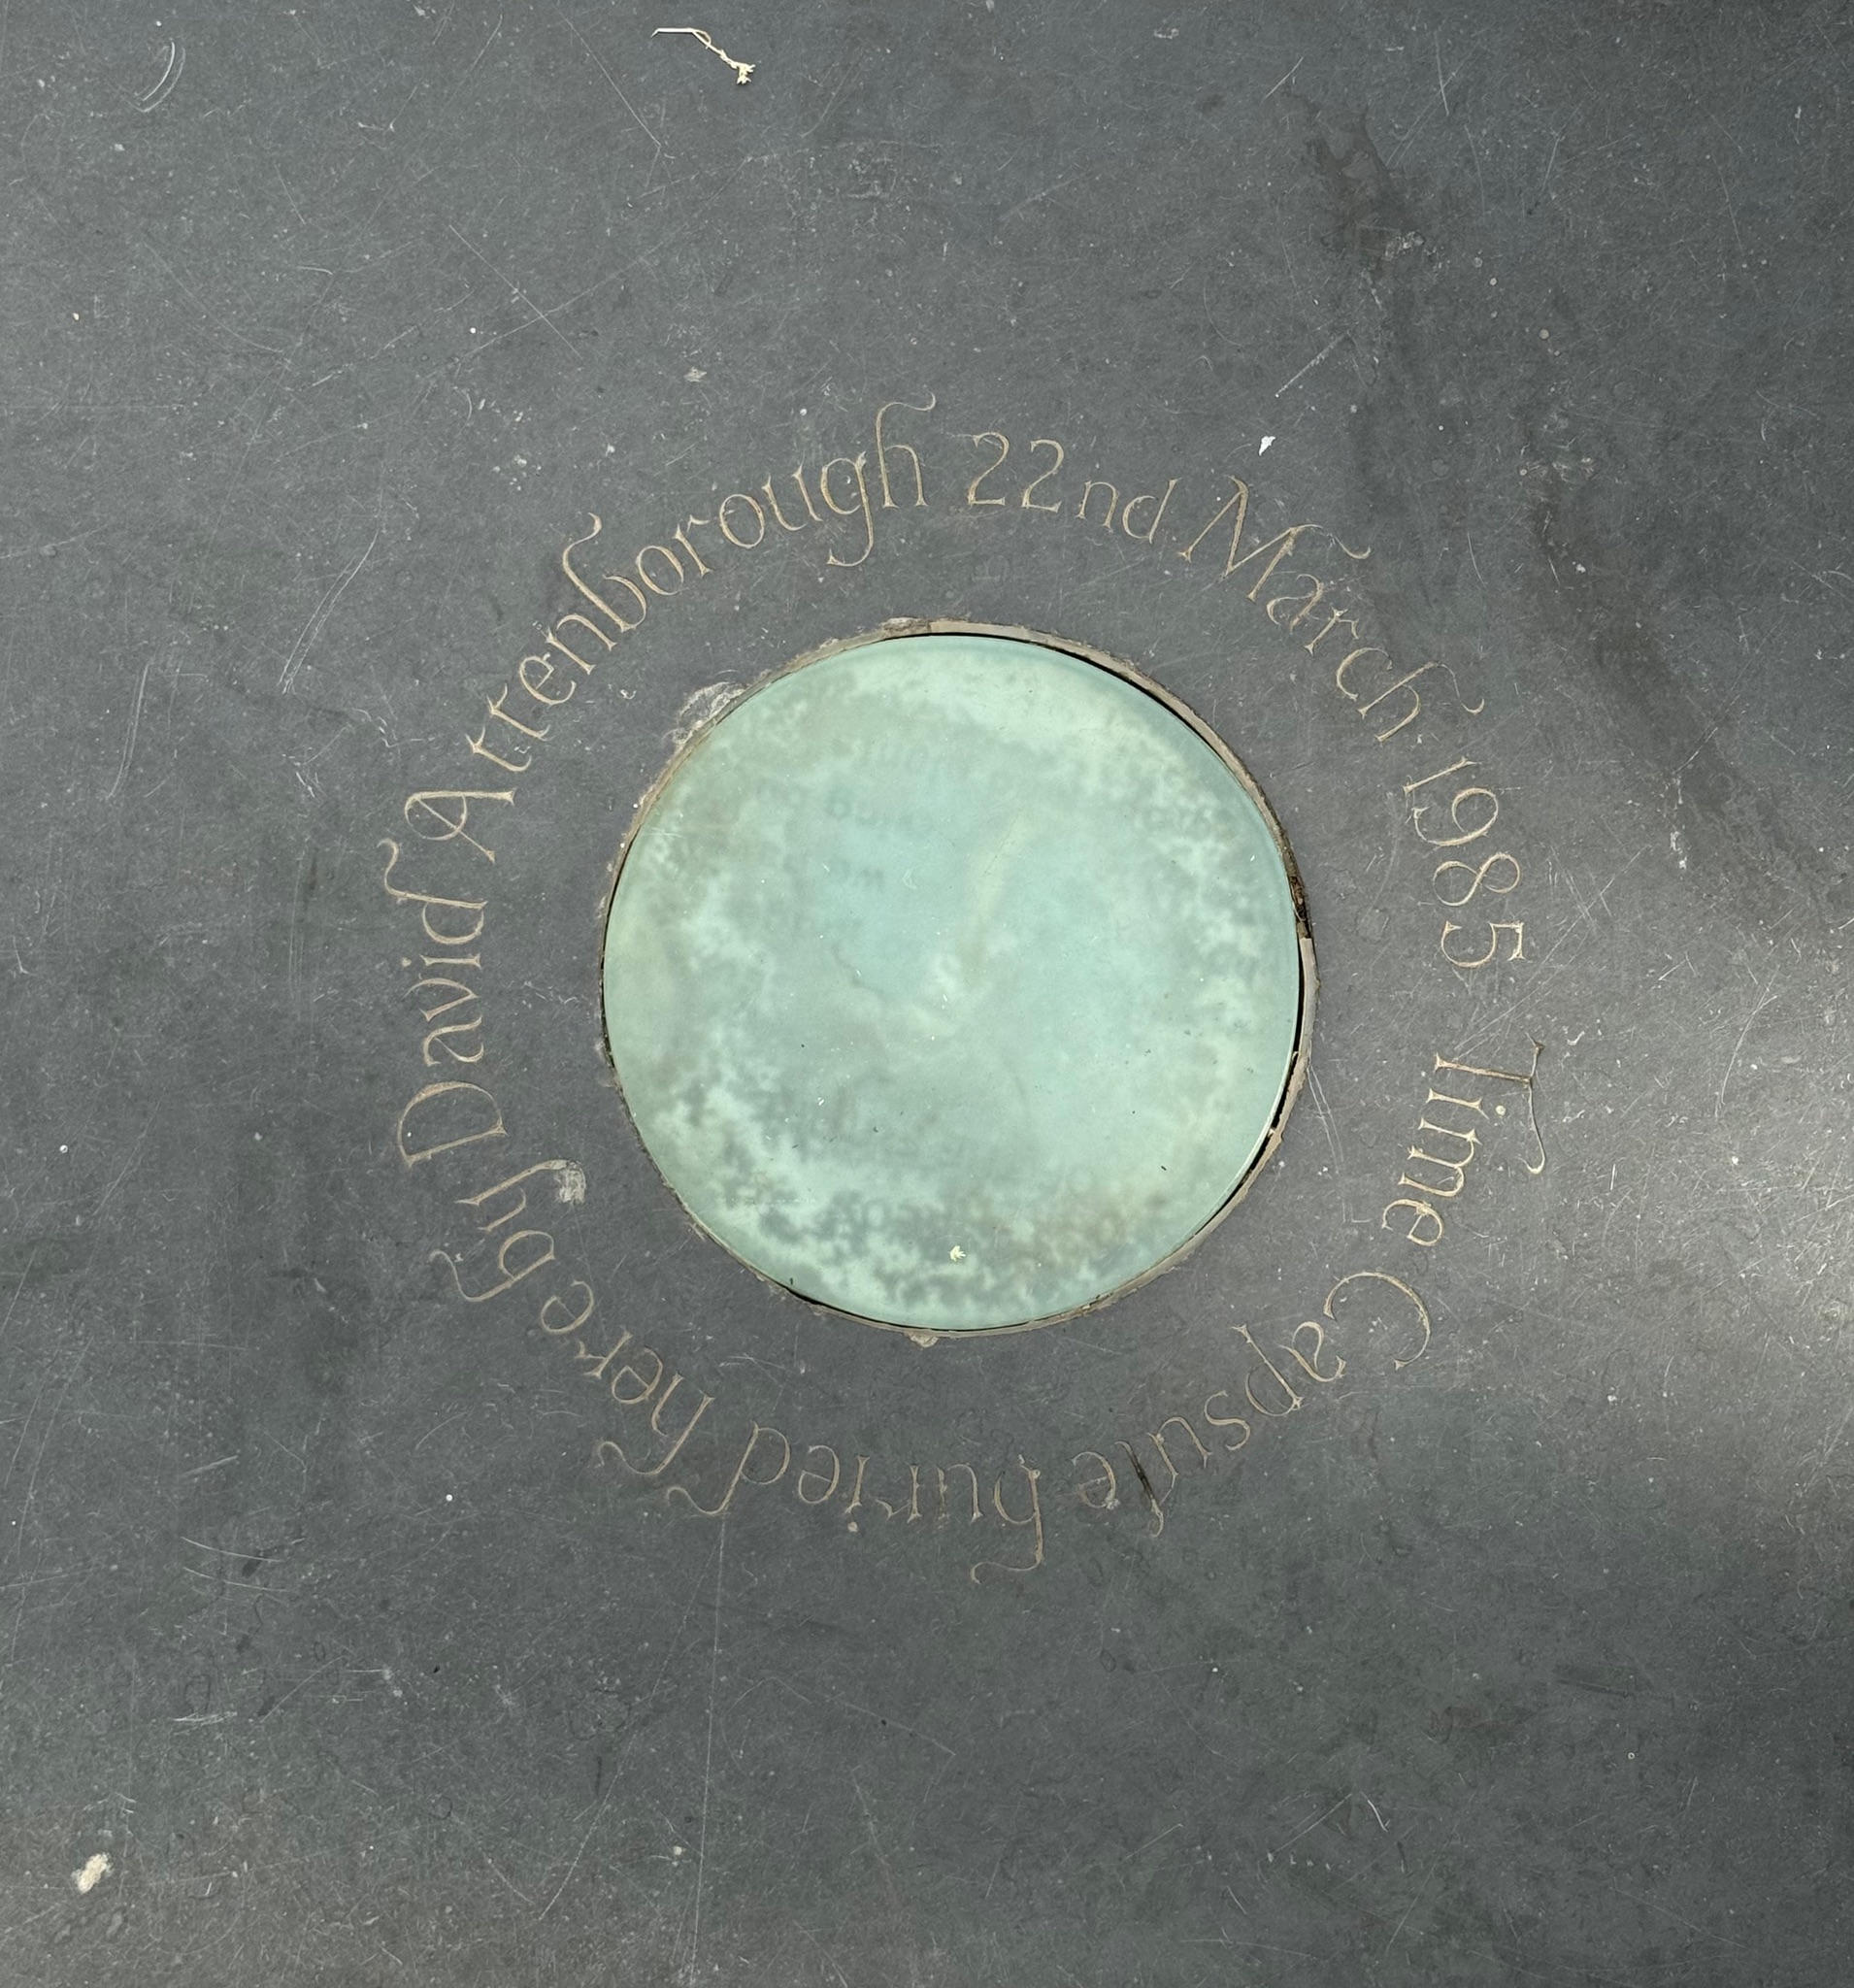 Time Capsule buried here by David Attenborough 22nd March 1985